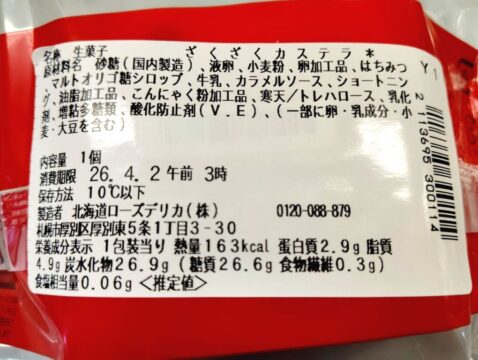 名称 生菓子 ざくざくカステラ＊
原材料名 砂糖(国内製造)、液卵、小麦粉、卵加工品、はちみつ
、マルトオリゴ糖シロップ、牛乳、カラメルソース、ショートニン
グ、油脂加工品、こんにゃく粉加工品、寒天/トレハロース、乳化
剤、増粘多糖類、酸化防止剤(V.E)、(一部に卵・乳成分・小
麦・大豆を含む)
内容量 1個
消費期限 26.4.2午前 3時
保存方法 10℃以下
製造者 北海道ローズデリカ(株) 0120-088-879
札幌市厚別区厚別東5条1丁目3-30
栄養成分表示 1包装当り 熱量163kcal 蛋白質2.9g 脂質
4.9g 炭水化物26.9g (糖質26.6g 食物繊維0.3g)
食塩相当量0.06g <推定値>
Y1
2 113695 3001114